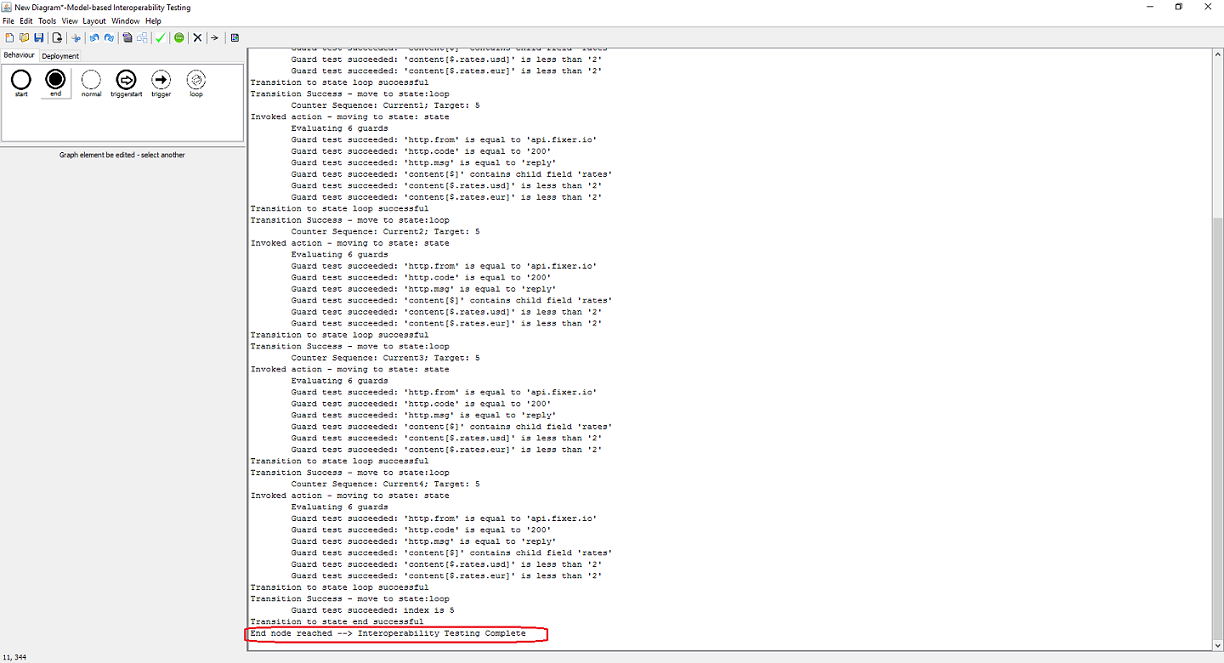 New Diagram*-Model-based Interoperability Testing
File Edit Tools View Layout Window Help
Behaviour Deployment
start end normal triggerstart trigger loop
Graph element be edited - select another
Guard test succeeded: 'content[$]' contains child field 'rates'
Guard test succeeded: 'content[$.rates.usd]' is less than '2'
Guard test succeeded: 'content[$.rates.eur]' is less than '2'
Transition to state loop successful
Transition Success - move to state:loop
Counter Sequence: Current1; Target: 5
Invoked action - moving to state: state
Evaluating 6 guards
Guard test succeeded: 'http.from' is equal to 'api.fixer.io'
Guard test succeeded: 'http.code' is equal to '200'
Guard test succeeded: 'http.msg' is equal to 'reply'
Guard test succeeded: 'content[$]' contains child field 'rates'
Guard test succeeded: 'content[$.rates.usd]' is less than '2'
Guard test succeeded: 'content[$.rates.eur]' is less than '2'
Transition to state loop successful
Transition Success - move to state:loop
Counter Sequence: Current2; Target: 5
Invoked action - moving to state: state
Evaluating 6 guards
Guard test succeeded: 'http.from' is equal to 'api.fixer.io'
Guard test succeeded: 'http.code' is equal to '200'
Guard test succeeded: 'http.msg' is equal to 'reply'
Guard test succeeded: 'content[$]' contains child field 'rates'
Guard test succeeded: 'content[$.rates.usd]' is less than '2'
Guard test succeeded: 'content[$.rates.eur]' is less than '2'
Transition to state loop successful
Transition Success - move to state:loop
Counter Sequence: Current3; Target: 5
Invoked action - moving to state: state
Evaluating 6 guards
Guard test succeeded: 'http.from' is equal to 'api.fixer.io'
Guard test succeeded: 'http.code' is equal to '200'
Guard test succeeded: 'http.msg' is equal to 'reply'
Guard test succeeded: 'content[$]' contains child field 'rates'
Guard test succeeded: 'content[$.rates.usd]' is less than '2'
Guard test succeeded: 'content[$.rates.eur]' is less than '2'
Transition to state loop successful
Transition Success - move to state:loop
Counter Sequence: Current4; Target: 5
Invoked action - moving to state: state
Evaluating 6 guards
Guard test succeeded: 'http.from' is equal to 'api.fixer.io'
Guard test succeeded: 'http.code' is equal to '200'
Guard test succeeded: 'http.msg' is equal to 'reply'
Guard test succeeded: 'content[$]' contains child field 'rates'
Guard test succeeded: 'content[$.rates.usd]' is less than '2'
Guard test succeeded: 'content[$.rates.eur]' is less than '2'
Transition to state loop successful
Transition Success - move to state:loop
Guard test succeeded: index is 5
Transition to state end successful
End node reached --> Interoperability Testing Complete
11, 344